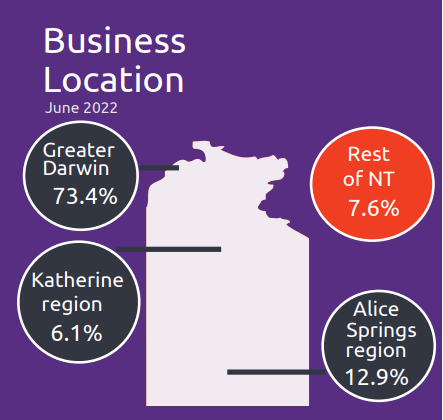 Business
Location
June 2022
Greater
Darwin
73.4%
Rest
of NT
7.6%
Katherine
region
6.1%
Alice
Springs
region
12.9%